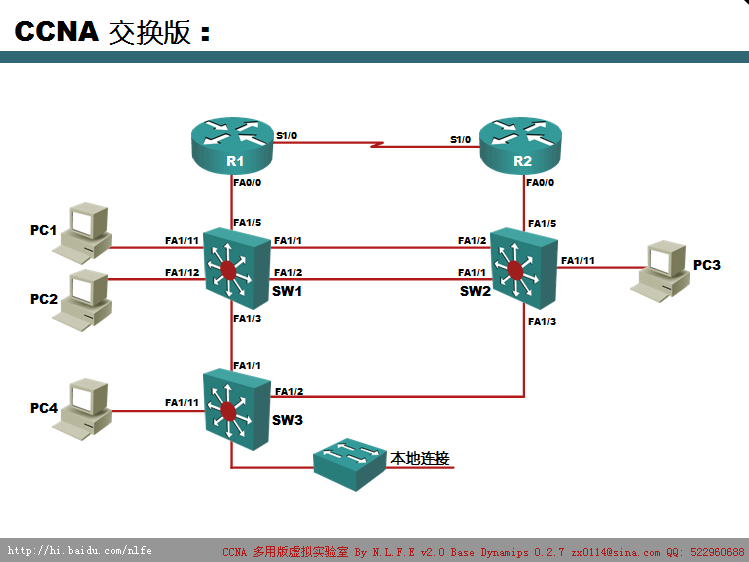 CCNA 交换版：
S1/0
S1/0
R1
R2
FA0/0
FA0/0
FA1/5
FA1/5
PC1
FA1/11
FA1/1
FA1/2
FA1/11
PC3
PC2
FA1/12
FA1/2
FA1/1
SW1
SW2
FA1/3
FA1/3
FA1/1
FA1/2
PC4
FA1/11
SW3
本地连接
http://hi.baidu.com/nlfe
CCNA 多用版虚拟实验室 By N.L.F.E v2.0 Base Dynamips 0.2.7 zx0114@sina.com QQ: 522960688